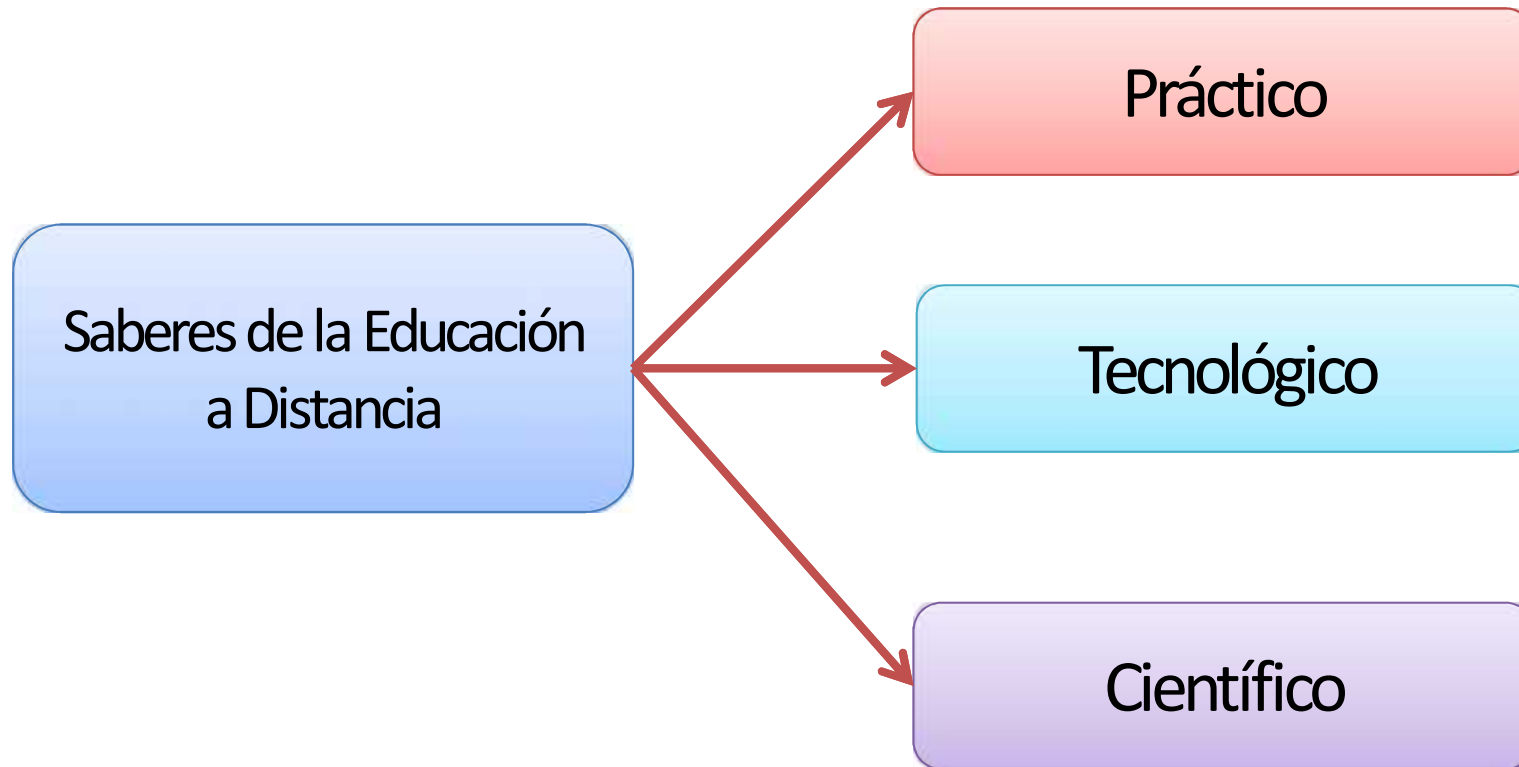 Práctico
Saberes de la Educación
a Distancia
Tecnológico
Científico